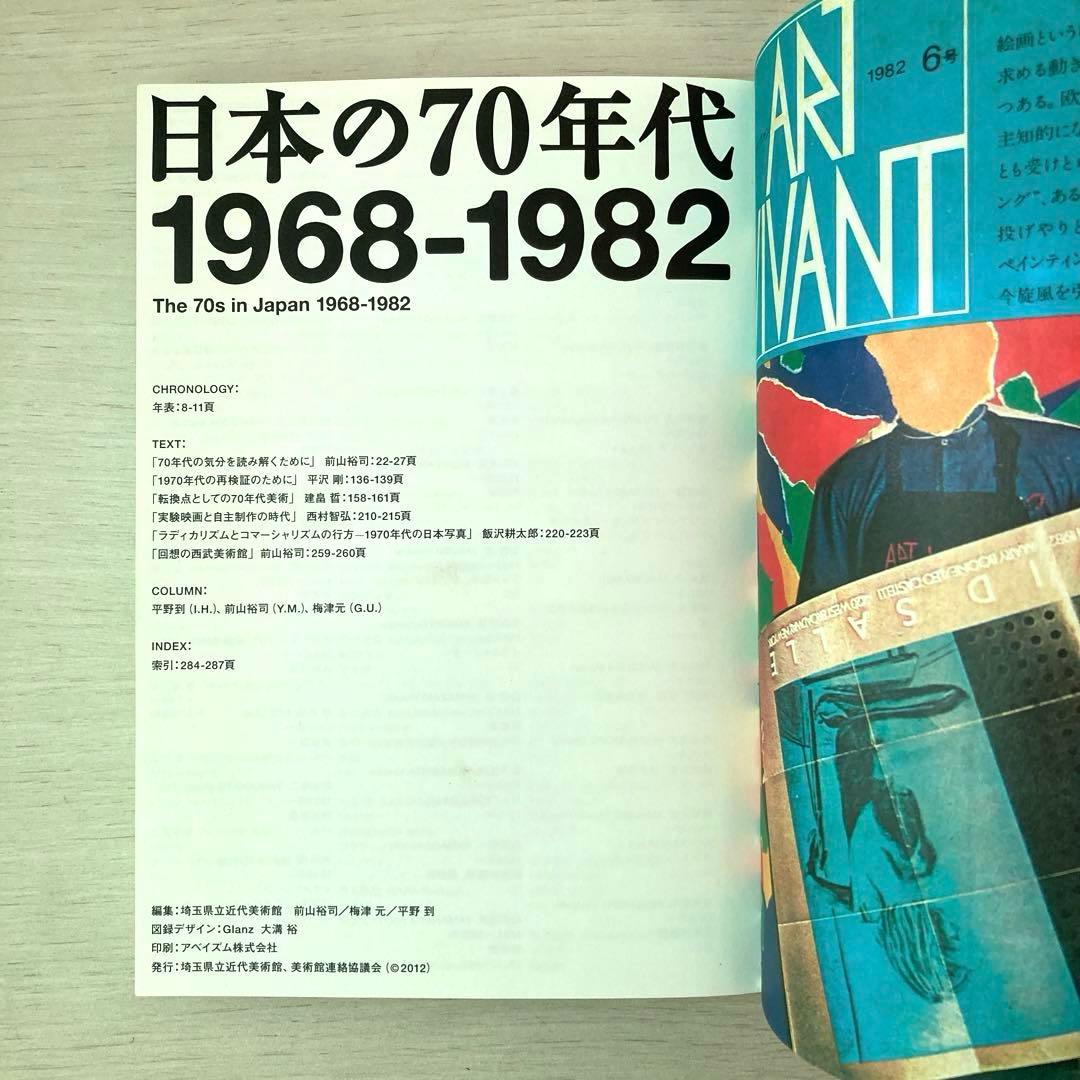 日本の70年代
1968-1982
The 70s in Japan 1968-1982
CHRONOLOGY:
年表:8-11頁
TEXT:
「70年代の気分を読み解くために」 前山裕司:22-27頁
「1970年代の再検証のために」 平沢 剛:136-139頁
「転換点としての70年代美術」 建畠 晢:158-161頁
「実験映画と自主制作の時代」 西村智弘:210-215頁
「ラディカリズムとコマーシャリズムの行方—1970年代の日本写真」 飯沢耕太郎:220-223頁
「回想の西武美術館」 前山裕司:259-260頁
COLUMN:
平野到(I.H.)、前山裕司(Y.M.)、梅津元(G.U.)
INDEX:
索引:284-287頁
編集:埼玉県立近代美術館 前山裕司/梅津 元/平野 到
図録デザイン:Glanz 大溝 裕
印刷:アベイズム株式会社
発行:埼玉県立近代美術館、美術館連絡協議会(©2012)
ART
VIVANT
1982 6号
絵画という
求める動き
つある。欧
主知的にな
とも受けと
ング”、ある
投げやりと
ペインティン
今旋風を
ART
MARY BOONE/LEO CASTELLI 420 WEST BROADWAY NEW YORK
SALLE